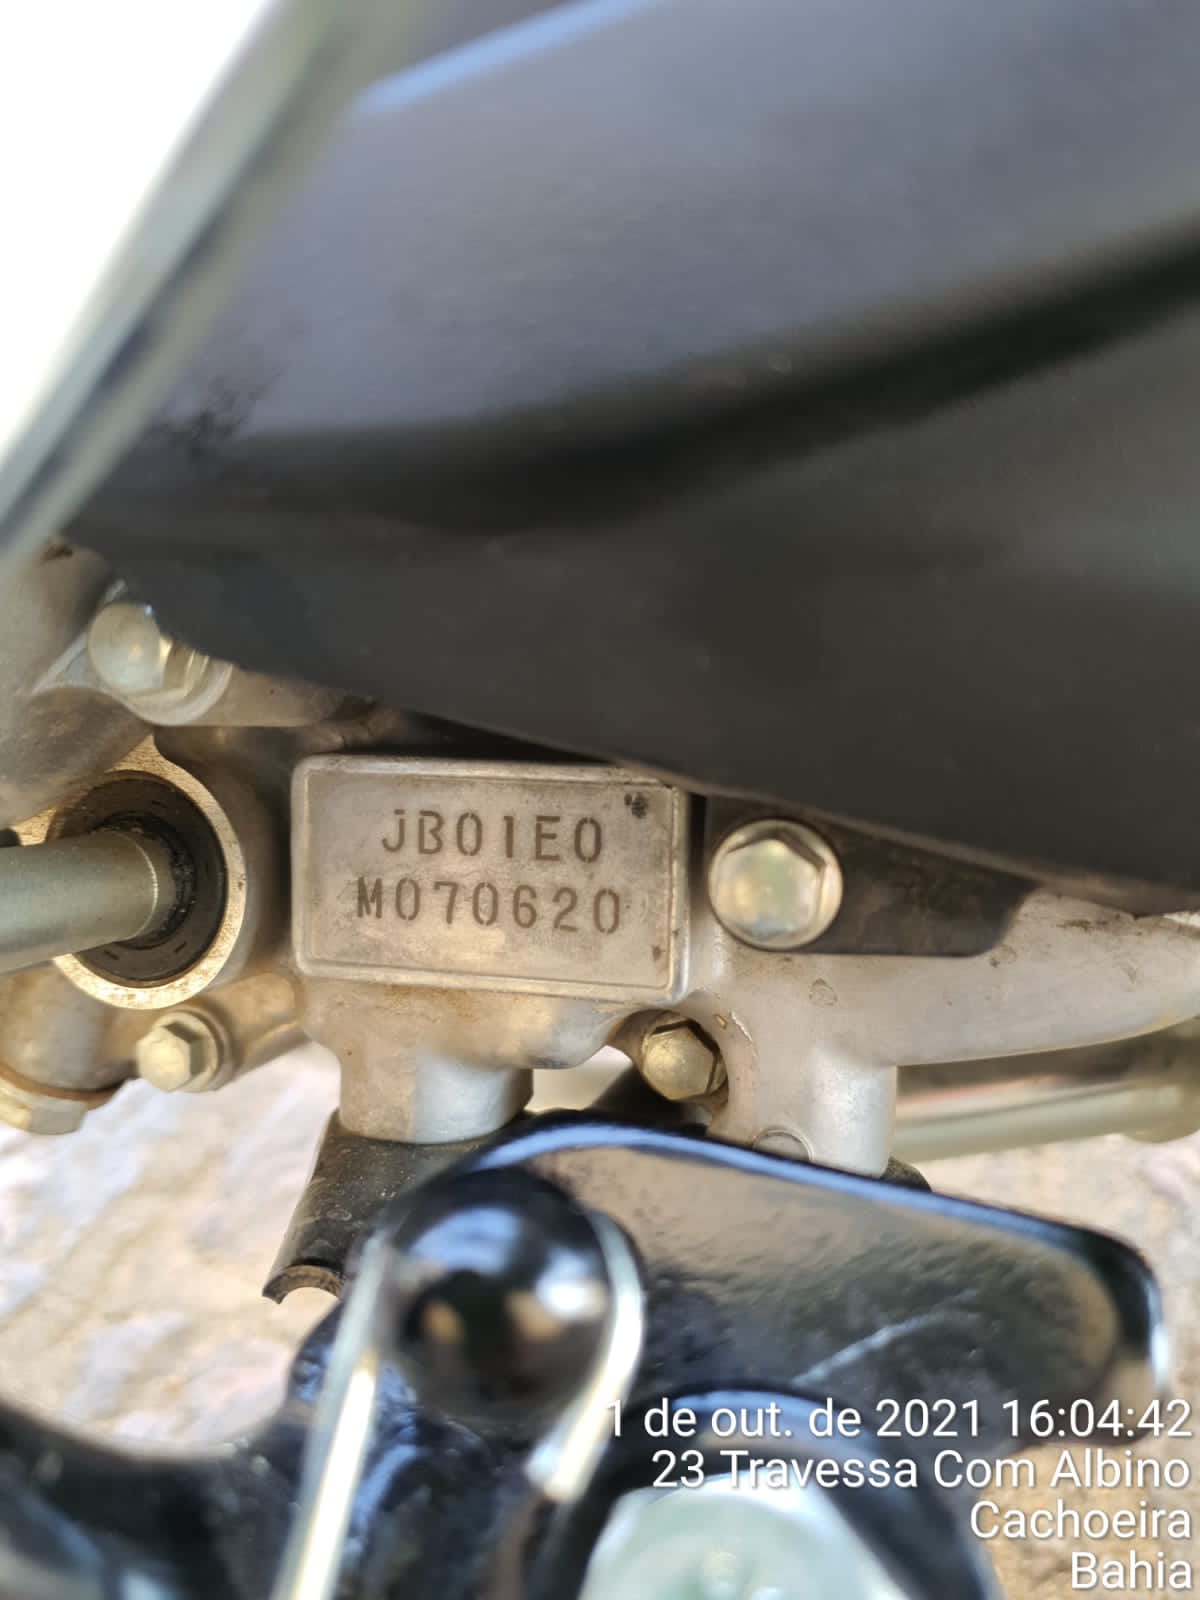 JB01E0
M070620
1 de out. de 2021 16:04:42
23 Travessa Com Albino
Cachoeira
Bahia